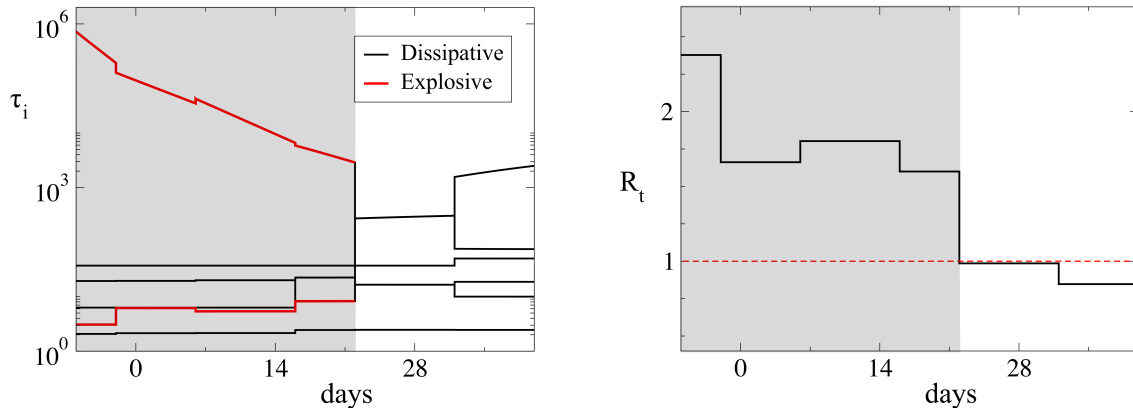 10^6
τ_i
10^3
10^0
Dissipative
Explosive
0
14
28
days
2
R_t
1
0
14
28
days